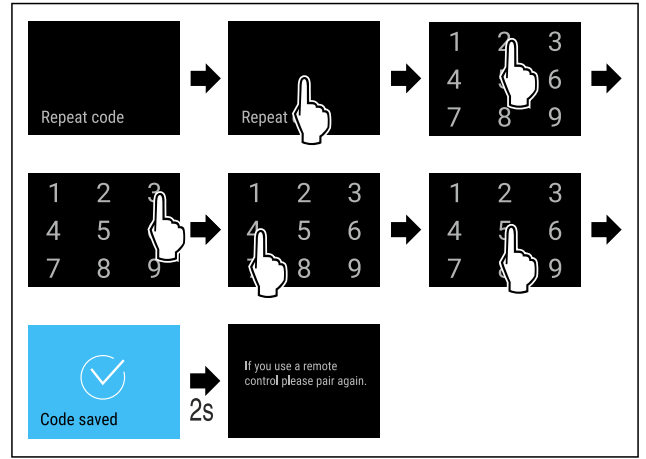 Repeat code
Repeat
1 2 3
4 6
7 8 9
1 2 3
4 5
7 8 9
1 2 3
4 5 6
8 9
1 2 3
4 5 6
7 9
Code saved
2s
If you use a remote
control please pair again.